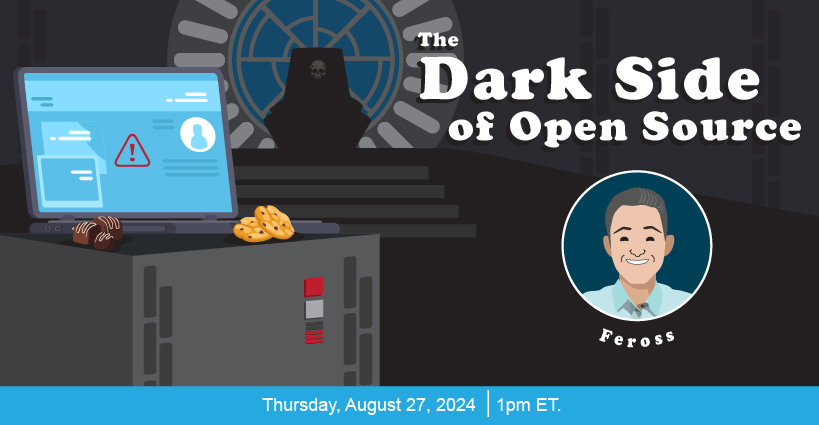 The
Dark Side
of Open Source
Feross
Thursday, August 27, 2024 | 1pm ET.